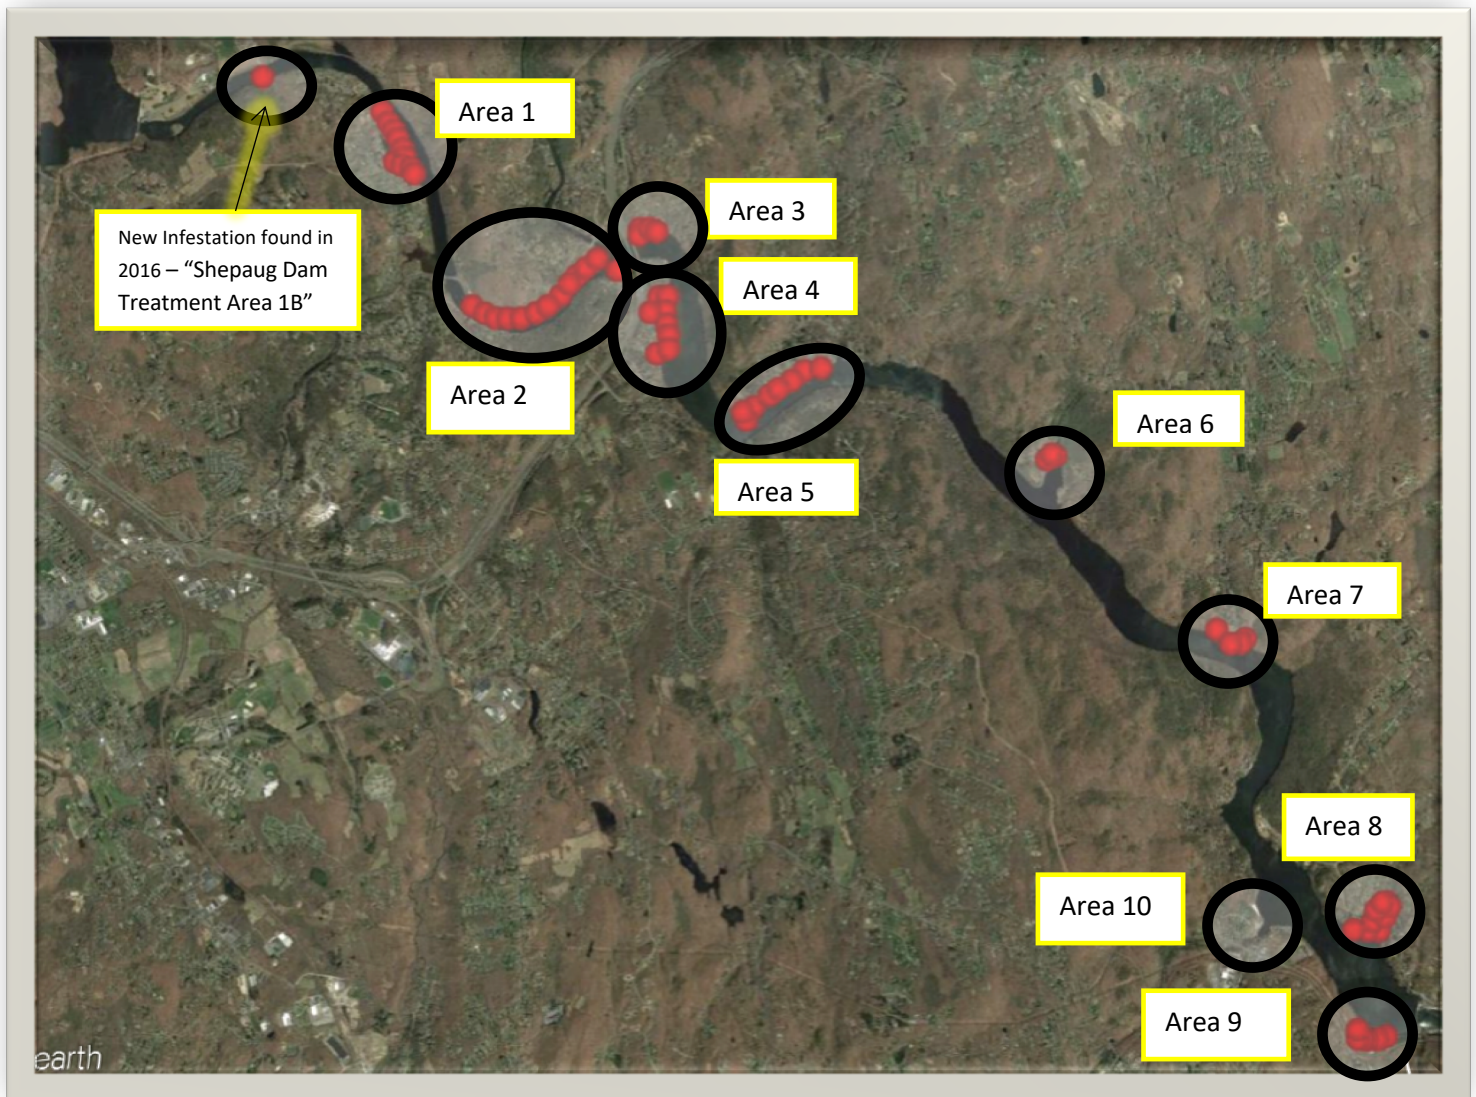 Area 1
New Infestation found in
2016 – “Shepaug Dam
Treatment Area 1B”
Area 3
Area 4
Area 2
Area 5
Area 6
Area 7
Area 8
Area 10
Area 9
earth